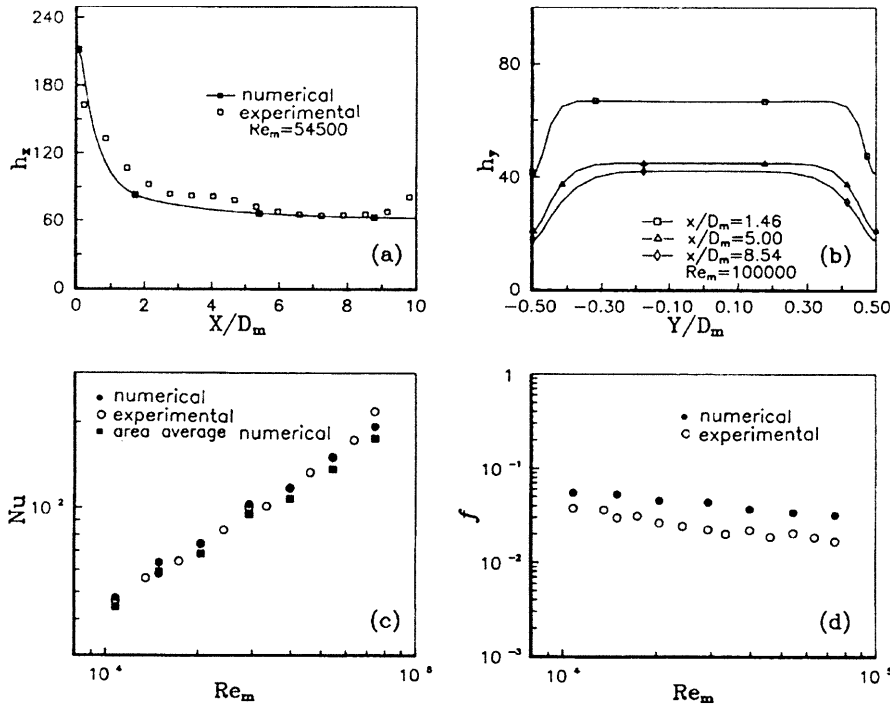 240
180
120
60
0
h_x
numerical
experimental
Re_m=54500
(a)
0 2 4 6 8 10
X/D_m
100
80
40
0
h_y
x/D_m=1.46
x/D_m=5.00
x/D_m=8.54
Re_m=100000
(b)
-0.50 -0.30 -0.10 0.10 0.30 0.50
Y/D_m
Nu
10^2
numerical
experimental
area average numerical
(c)
10^4 10^5
Re_m
1
10^-1
10^-2
10^-3
f
numerical
experimental
(d)
10^4 10^5
Re_m